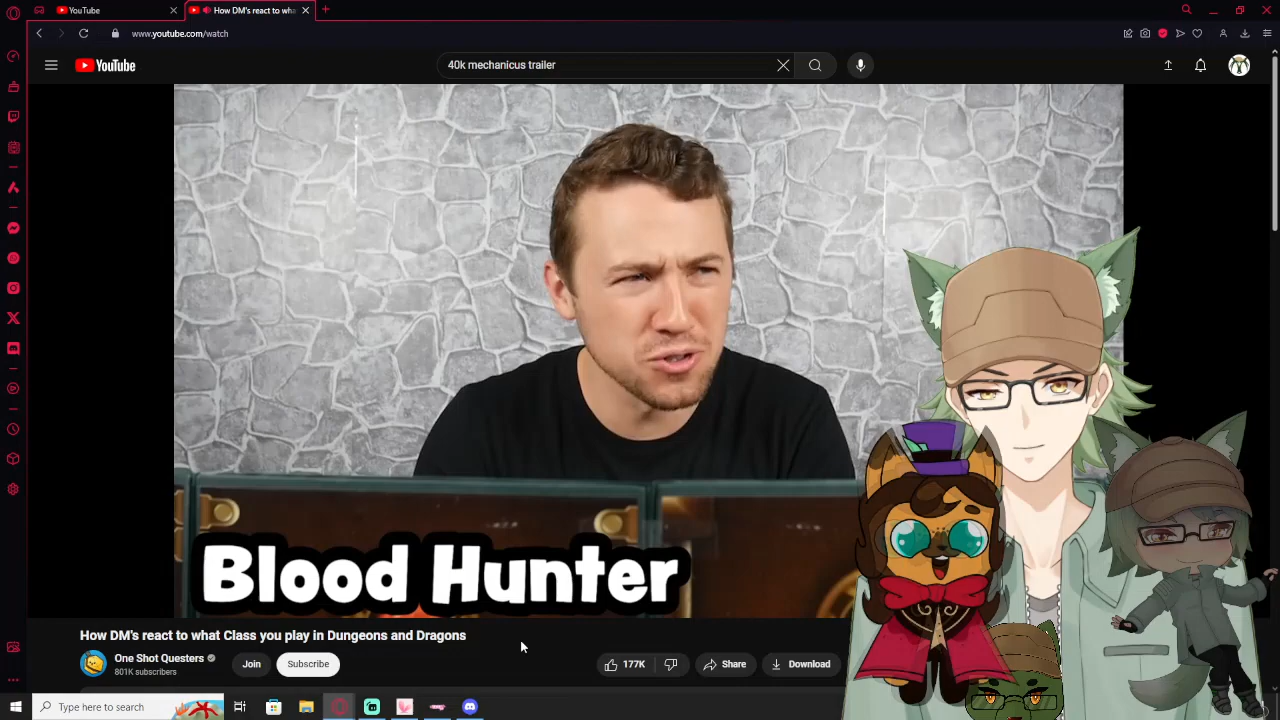 YouTube
How DM's react to what
www.youtube.com/watch
YouTube
40k mechanicus trailer
Blood Hunter
How DM's react to what Class you play in Dungeons and Dragons
One Shot Questers
801K subscribers
Join
Subscribe
177K
Share
Download
Type here to search